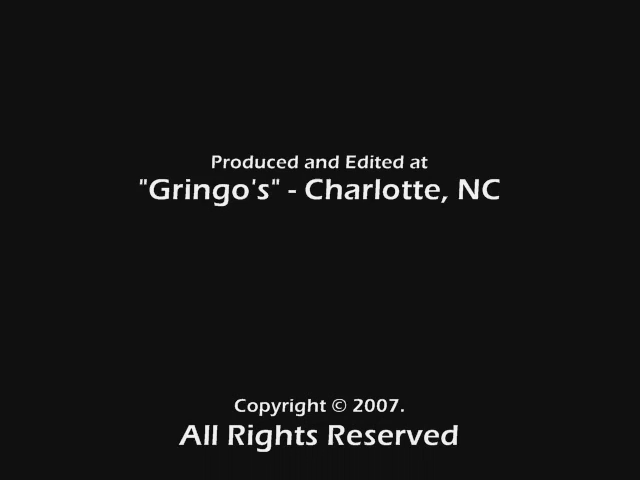 Produced and Edited at
"Gringo's" - Charlotte, NC
Copyright © 2007.
All Rights Reserved